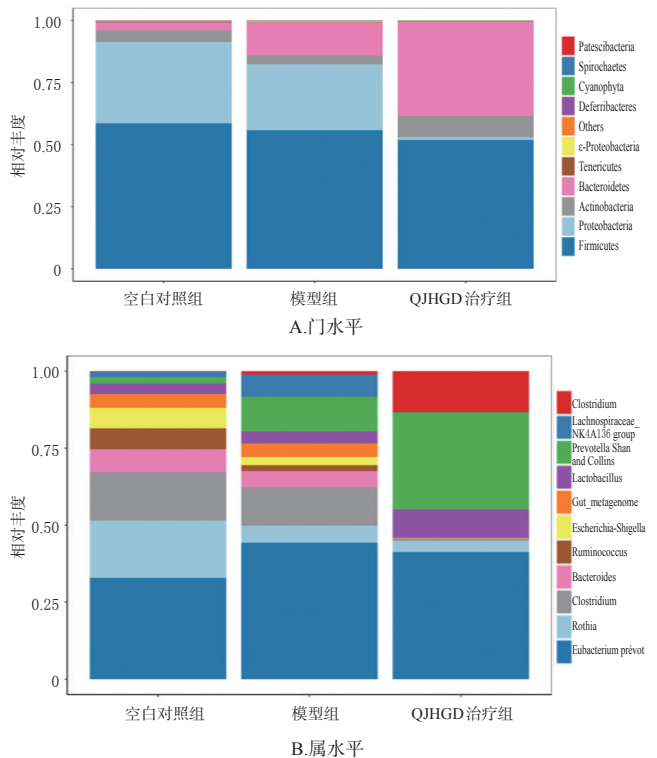 1.00
0.75
0.50
0.25
0
相对丰度
空白对照组
模型组
QJHGD治疗组
Patescibacteria
Spirochaetes
Cyanophyta
Deferribacteres
Others
ε-Proteobacteria
Tenericutes
Bacteroidetes
Actinobacteria
Proteobacteria
Firmicutes
A.门水平
1.00
0.75
0.50
0.25
0
相对丰度
空白对照组
模型组
QJHGD治疗组
Clostridium
Lachnospiraceae_
NK4A136 group
Prevotella Shan
and Collins
Lactobacillus
Gut_metagenome
Escherichia-Shigella
Ruminococcus
Bacteroides
Clostridium
Rothia
Eubacterium prévot
B.属水平